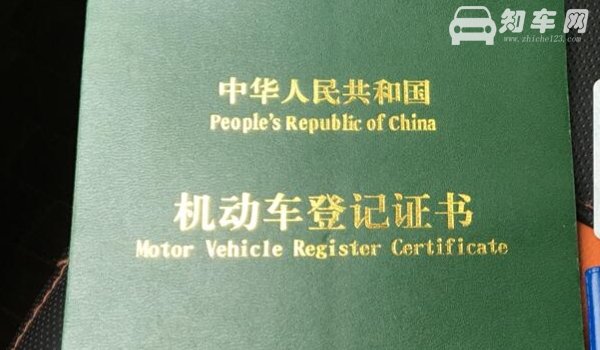 知车网
www.zhiche123.com
中华人民共和国
People's Republic of China
机动车登记证书
Motor Vehicle Register Certificate